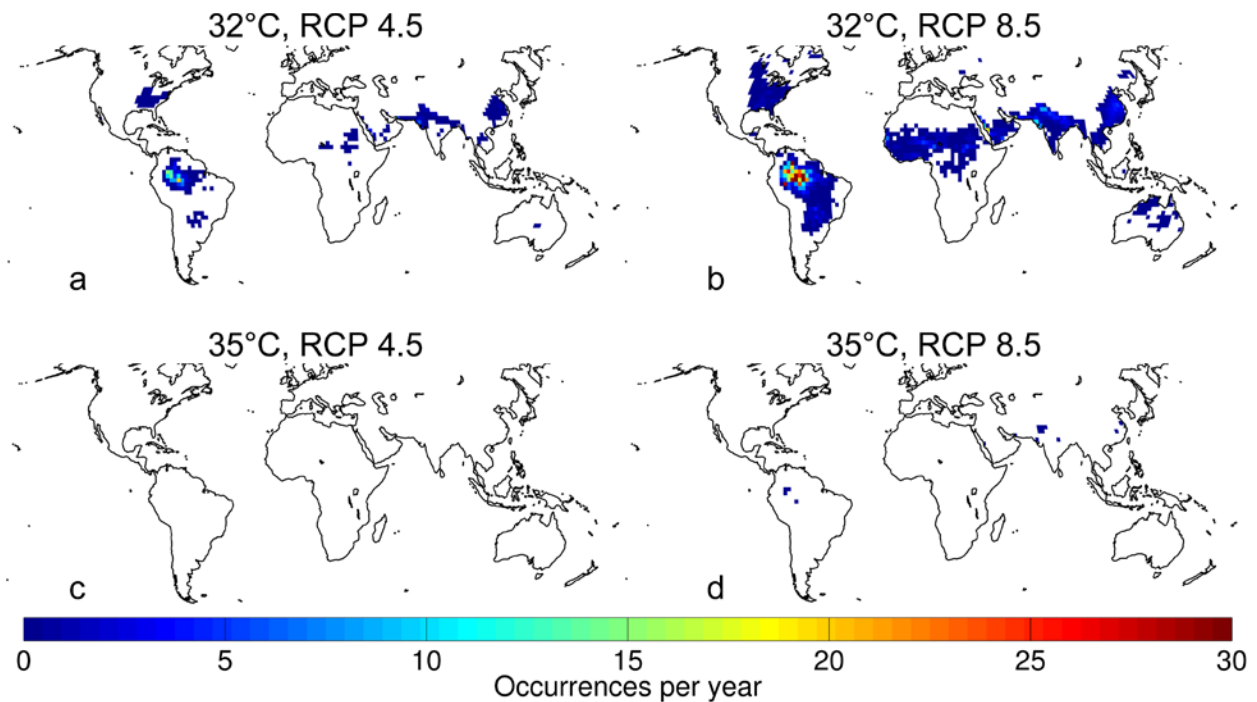 32°C, RCP 4.5
32°C, RCP 8.5
a
b
35°C, RCP 4.5
35°C, RCP 8.5
c
d
0 5 10 15 20 25 30
Occurrences per year